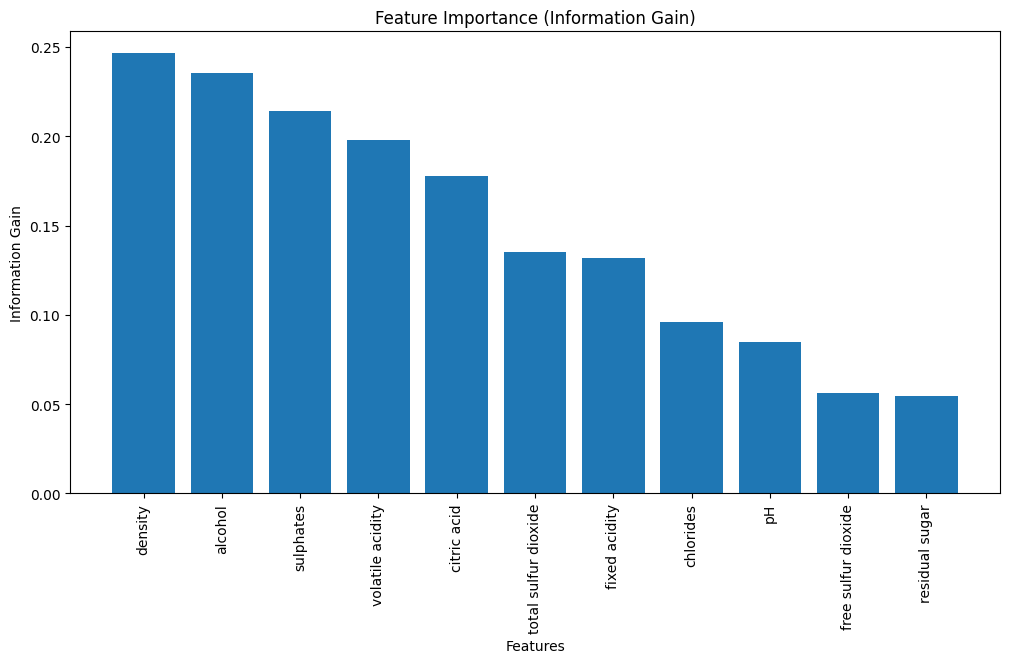 Feature Importance (Information Gain)
Information Gain
0.25
0.20
0.15
0.10
0.05
0.00
density
alcohol
sulphates
volatile acidity
citric acid
total sulfur dioxide
fixed acidity
chlorides
pH
free sulfur dioxide
residual sugar
Features